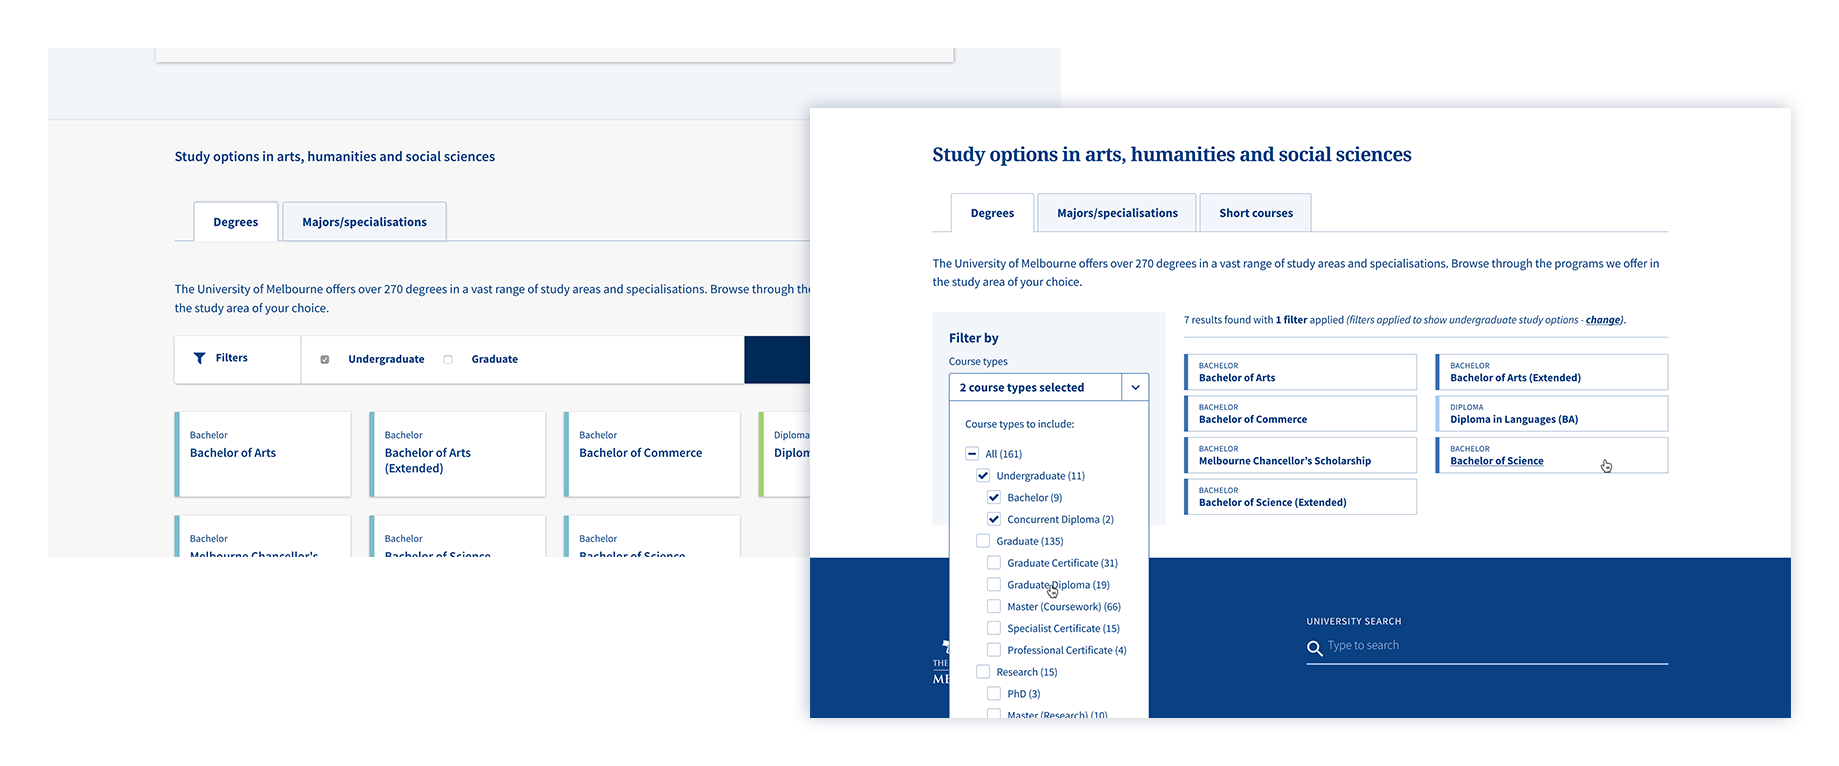 Study options in arts, humanities and social sciences
Degrees
Majors/specialisations
The University of Melbourne offers over 270 degrees in a vast range of study areas and specialisations. Browse through
the study area of your choice.
Filters
Undergraduate
Graduate
Bachelor
Bachelor of Arts
Bachelor
Bachelor of Arts
(Extended)
Bachelor
Bachelor of Commerce
Diploma
Bachelor
Melbourne Chancellor's
Bachelor
Bachelor of Science
Bachelor
Bachelor of Science
Study options in arts, humanities and social sciences
Degrees
Majors/specialisations
Short courses
The University of Melbourne offers over 270 degrees in a vast range of study areas and specialisations. Browse through the programs we offer in
the study area of your choice.
Filter by
Course types
2 course types selected
Course types to include:
All (161)
Undergraduate (11)
Bachelor (9)
Concurrent Diploma (2)
Graduate (135)
Graduate Certificate (31)
Graduate Diploma (19)
Master (Coursework) (66)
Specialist Certificate (15)
Professional Certificate (4)
Research (15)
PhD (3)
Master (Research) (10)
7 results found with 1 filter applied (filters applied to show undergraduate study options - change).
BACHELOR
Bachelor of Arts
BACHELOR
Bachelor of Arts (Extended)
BACHELOR
Bachelor of Commerce
DIPLOMA
Diploma in Languages (BA)
BACHELOR
Melbourne Chancellor's Scholarship
BACHELOR
Bachelor of Science
BACHELOR
Bachelor of Science (Extended)
THE
UNIVERSITY SEARCH
Type to search